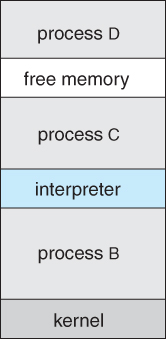 process D
free memory
process C
interpreter
process B
kernel